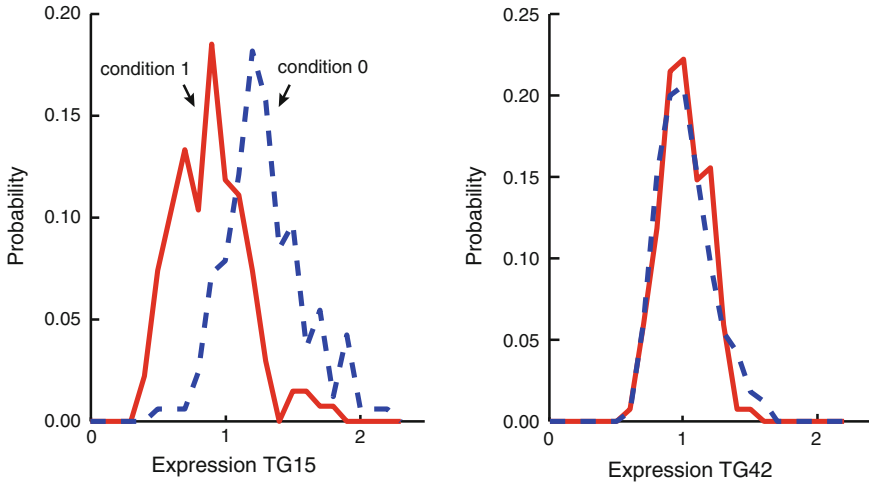 0.20
0.15
0.10
0.05
0.00
Probability
condition 1
condition 0
0
1
2
Expression TG15
0.25
0.20
0.15
0.10
0.05
0.00
Probability
0
1
2
Expression TG42